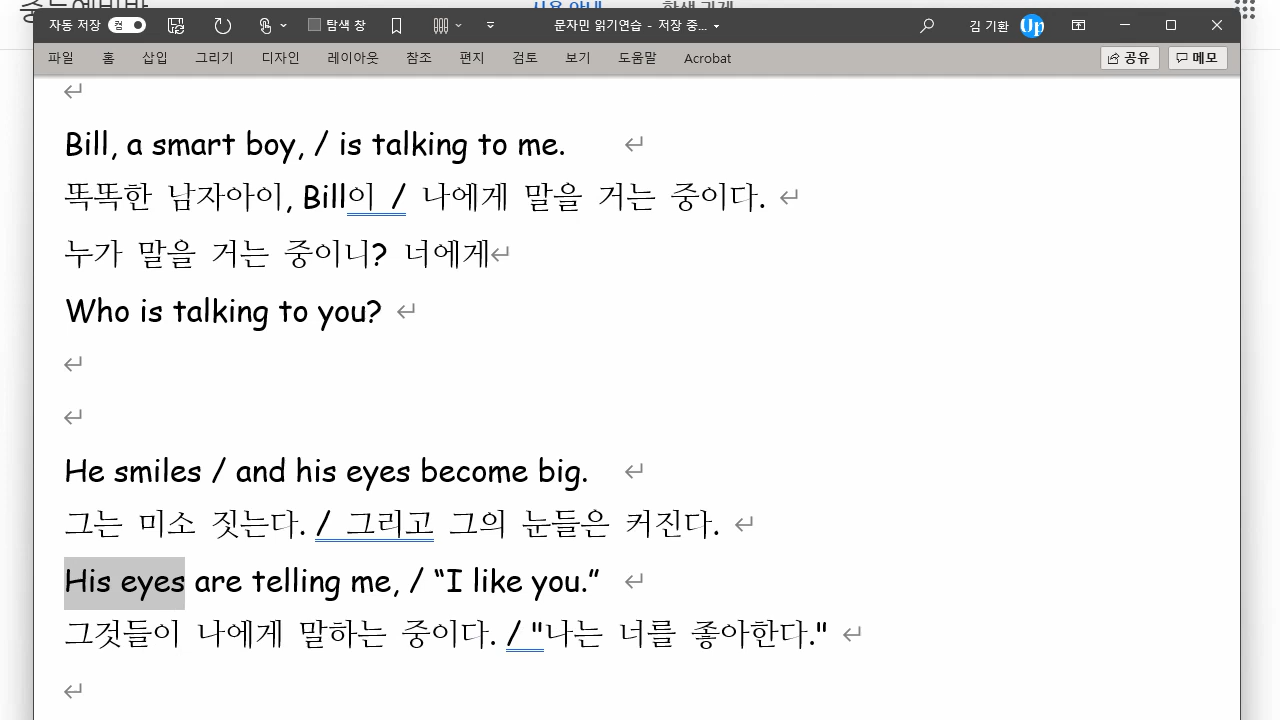 자동 저장 컴 탐색 창 문자민 읽기연습 - 저장 중... 김 기환 Up
파일 홈 삽입 그리기 디자인 레이아웃 참조 편지 검토 보기 도움말 Acrobat 공유 메모
Bill, a smart boy, / is talking to me.
똑똑한 남자아이, Bill이 / 나에게 말을 거는 중이다.
누가 말을 거는 중이니? 너에게
Who is talking to you?
He smiles / and his eyes become big.
그는 미소 짓는다. / 그리고 그의 눈들은 커진다.
His eyes are telling me, / “I like you.”
그것들이 나에게 말하는 중이다. / "나는 너를 좋아한다."